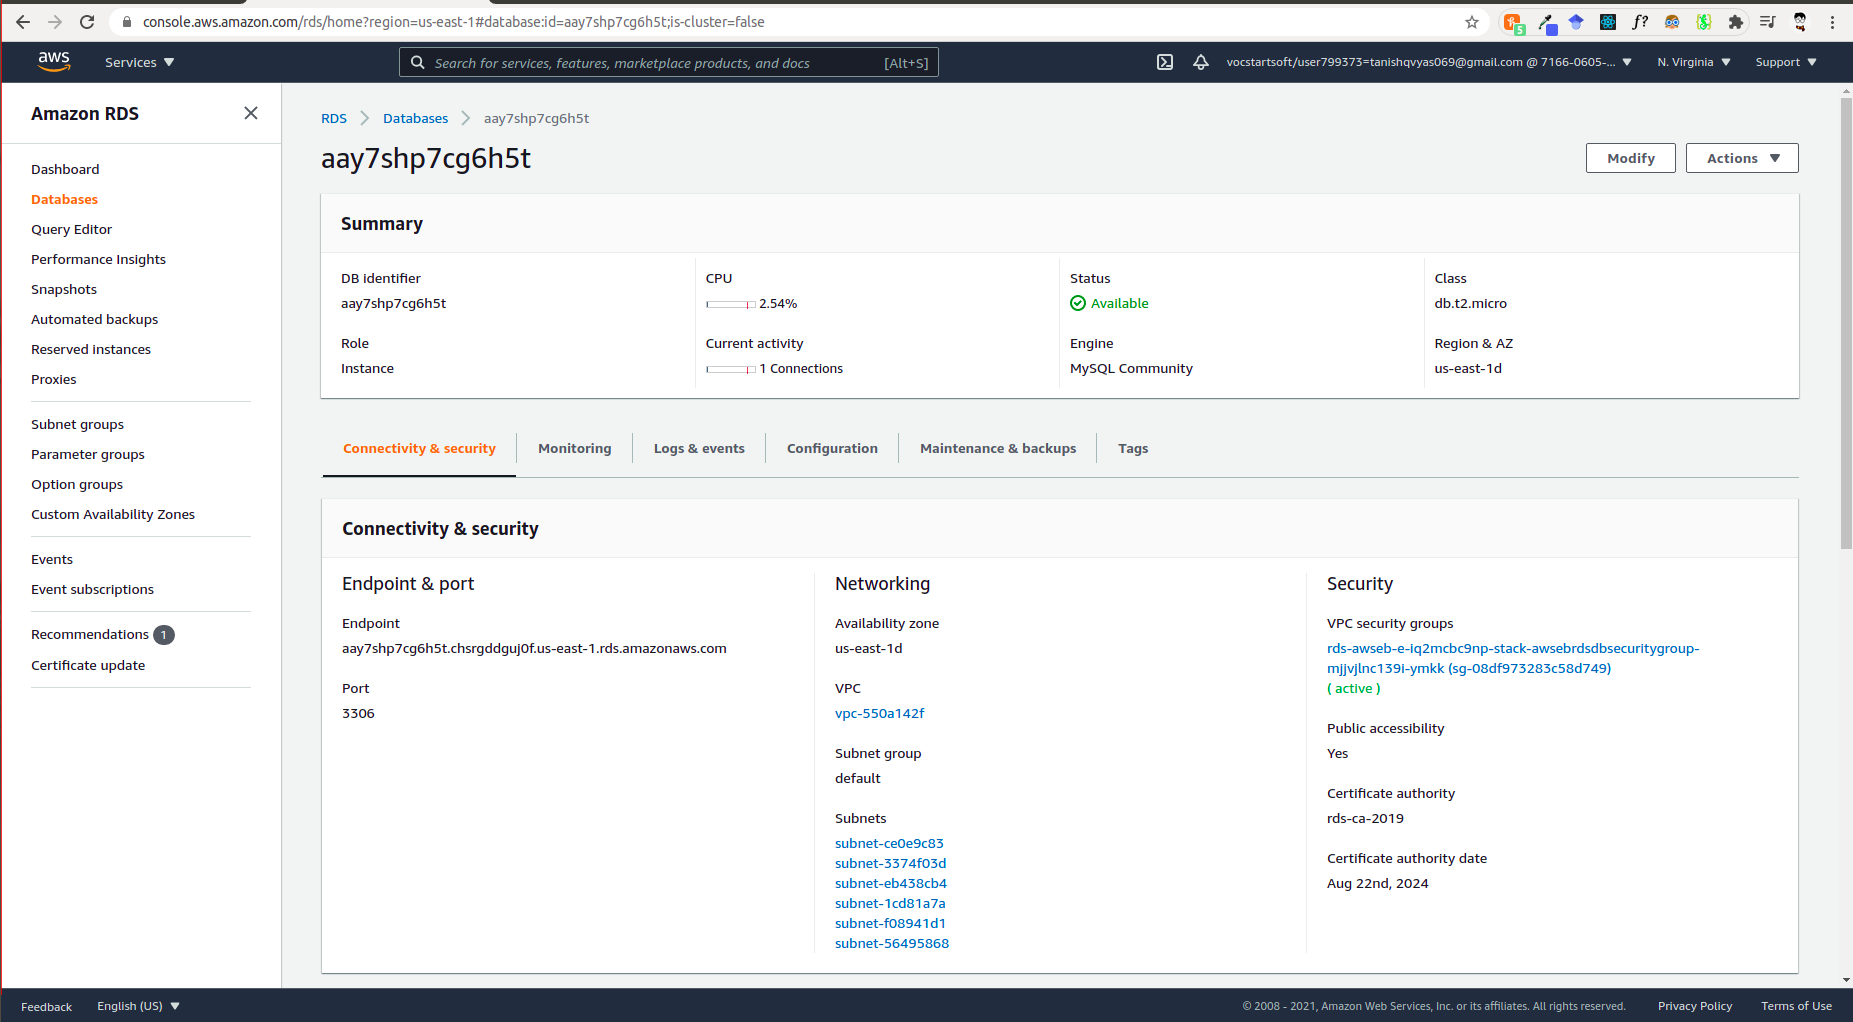 console.aws.amazon.com/rds/home?region=us-east-1#database:id=aay7shp7cg6h5t;is-cluster=false
5
f?
aws
Services
Search for services, features, marketplace products, and docs [Alt+S]
vocstartsoft/user799373=tanishqvyas069@gmail.com @ 7166-0605-...
N. Virginia
Support
Amazon RDS
Dashboard
Databases
Query Editor
Performance Insights
Snapshots
Automated backups
Reserved instances
Proxies
Subnet groups
Parameter groups
Option groups
Custom Availability Zones
Events
Event subscriptions
Recommendations 1
Certificate update
RDS > Databases > aay7shp7cg6h5t
aay7shp7cg6h5t
Modify
Actions
Summary
DB identifier
aay7shp7cg6h5t
CPU
2.54%
Status
Available
Class
db.t2.micro
Role
Instance
Current activity
1 Connections
Engine
MySQL Community
Region & AZ
us-east-1d
Connectivity & security
Monitoring
Logs & events
Configuration
Maintenance & backups
Tags
Connectivity & security
Endpoint & port
Endpoint
aay7shp7cg6h5t.chsrgddguj0f.us-east-1.rds.amazonaws.com
Port
3306
Networking
Availability zone
us-east-1d
VPC
vpc-550a142f
Subnet group
default
Subnets
subnet-ce0e9c83
subnet-3374f03d
subnet-eb438cb4
subnet-1cd81a7a
subnet-f08941d1
subnet-56495868
Security
VPC security groups
rds-awseb-e-iq2mcbc9np-stack-awsebrdsdbsecuritygroup-
mjjvjlnc139i-ymkk (sg-08df973283c58d749)
( active )
Public accessibility
Yes
Certificate authority
rds-ca-2019
Certificate authority date
Aug 22nd, 2024
Feedback
English (US)
© 2008 - 2021, Amazon Web Services, Inc. or its affiliates. All rights reserved.
Privacy Policy
Terms of Use